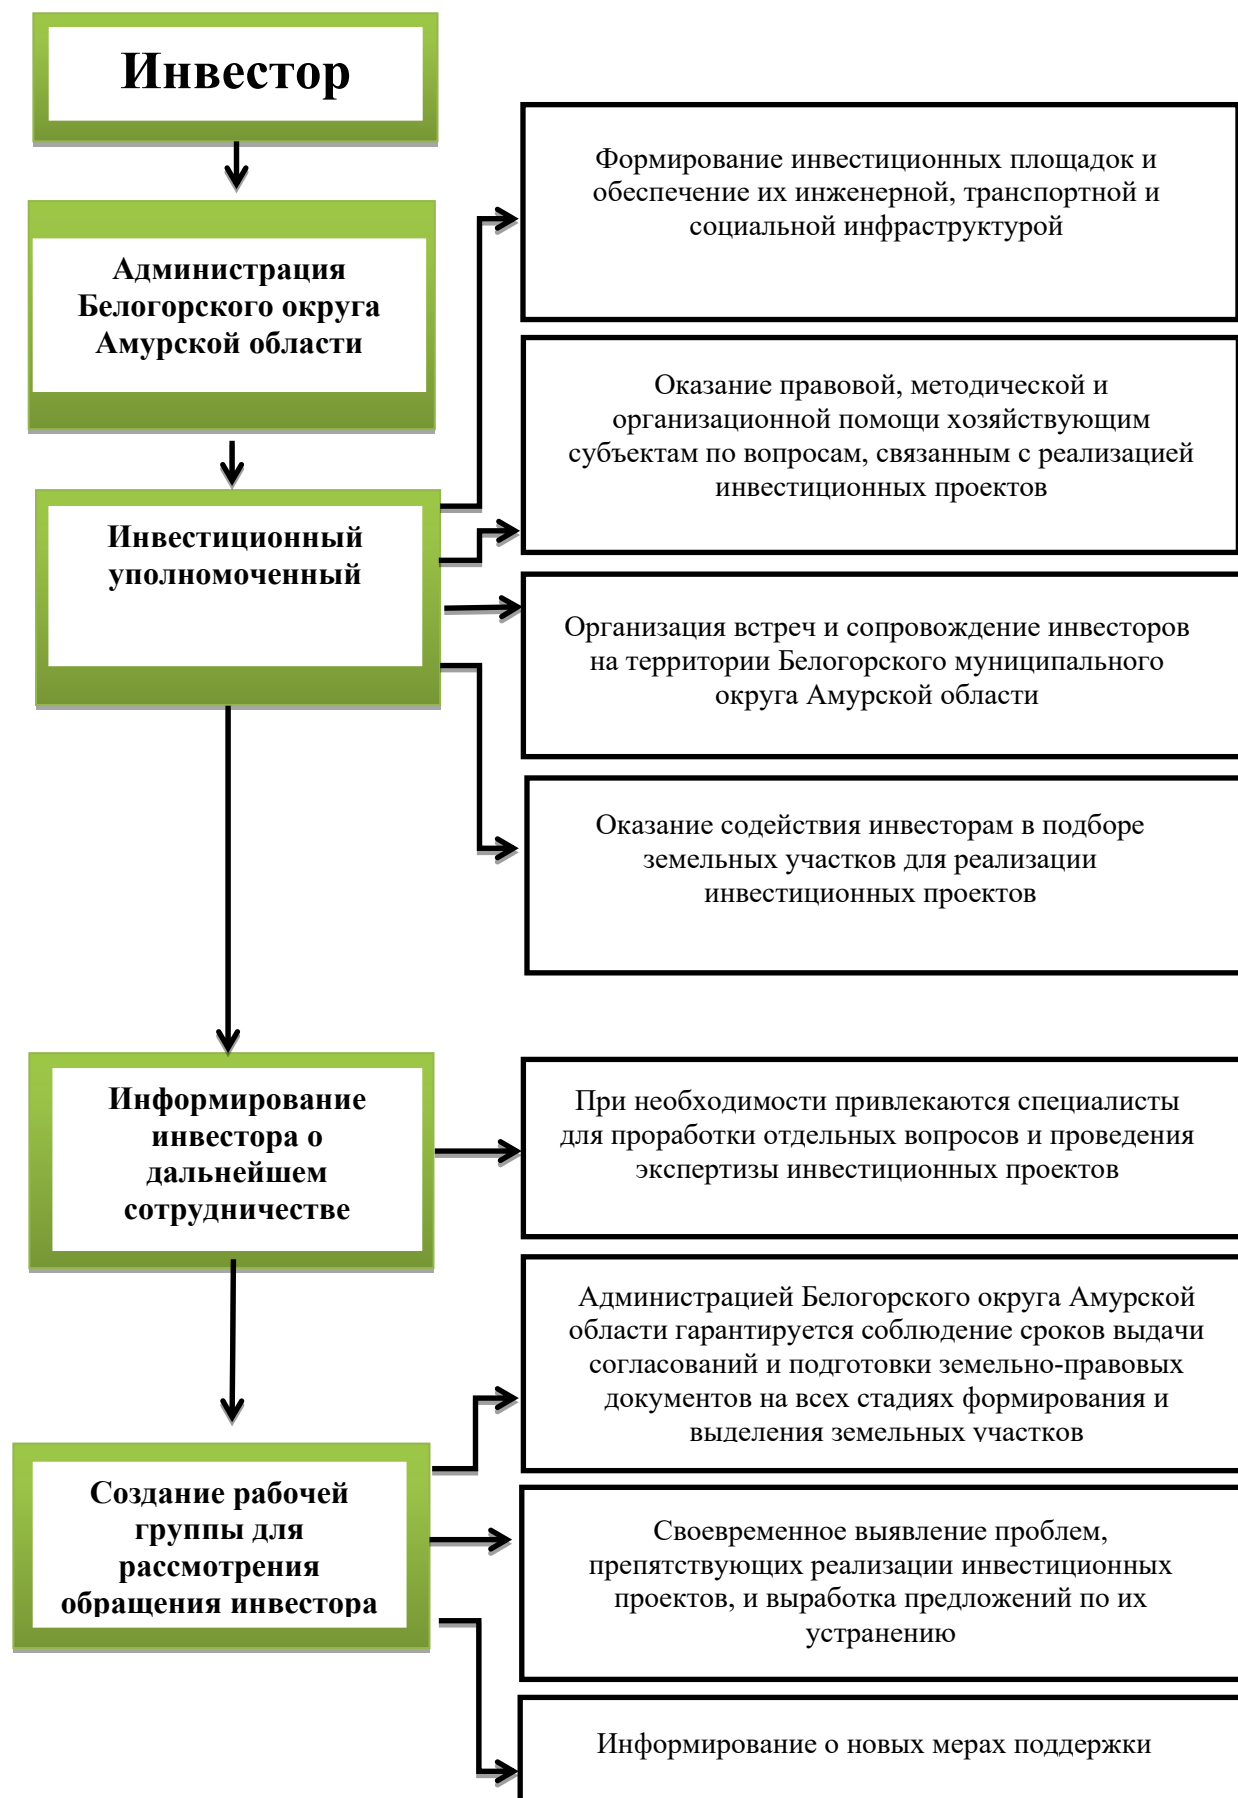 Инвестор
Формирование инвестиционных площадок и
обеспечение их инженерной, транспортной и
социальной инфраструктурой
Администрация
Белогорского округа
Амурской области
Оказание правовой, методической и
организационной помощи хозяйствующим
субъектам по вопросам, связанным с реализацией
инвестиционных проектов
Инвестиционный
уполномоченный
Организация встреч и сопровождение инвесторов
на территории Белогорского муниципального
округа Амурской области
Оказание содействия инвесторам в подборе
земельных участков для реализации
инвестиционных проектов
Информирование
инвестора о
дальнейшем
сотрудничестве
При необходимости привлекаются специалисты
для проработки отдельных вопросов и проведения
экспертизы инвестиционных проектов
Администрацией Белогорского округа Амурской
области гарантируется соблюдение сроков выдачи
согласований и подготовки земельно-правовых
документов на всех стадиях формирования и
выделения земельных участков
Создание рабочей
группы для
рассмотрения
обращения инвестора
Своевременное выявление проблем,
препятствующих реализации инвестиционных
проектов, и выработка предложений по их
устранению
Информирование о новых мерах поддержки